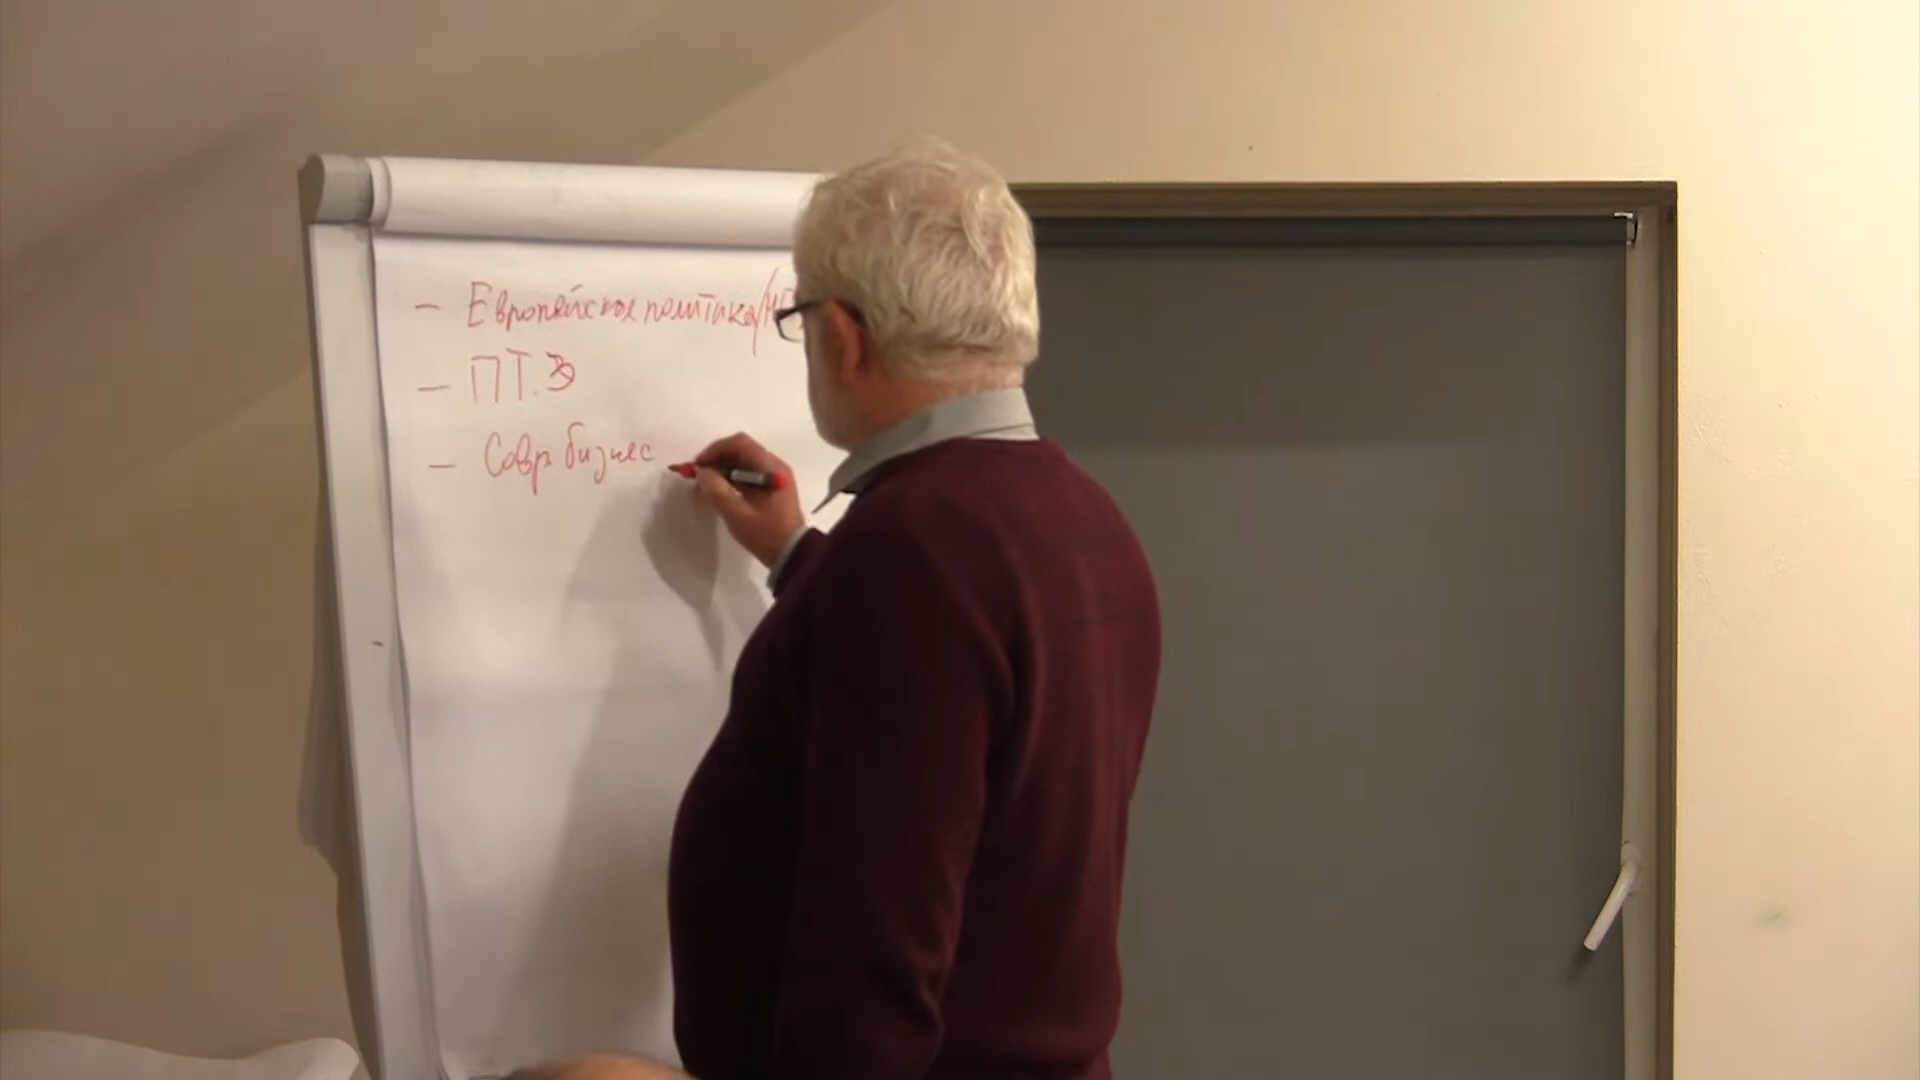 – Европейская политика/
– ПТ.Э
– Совр бизнес